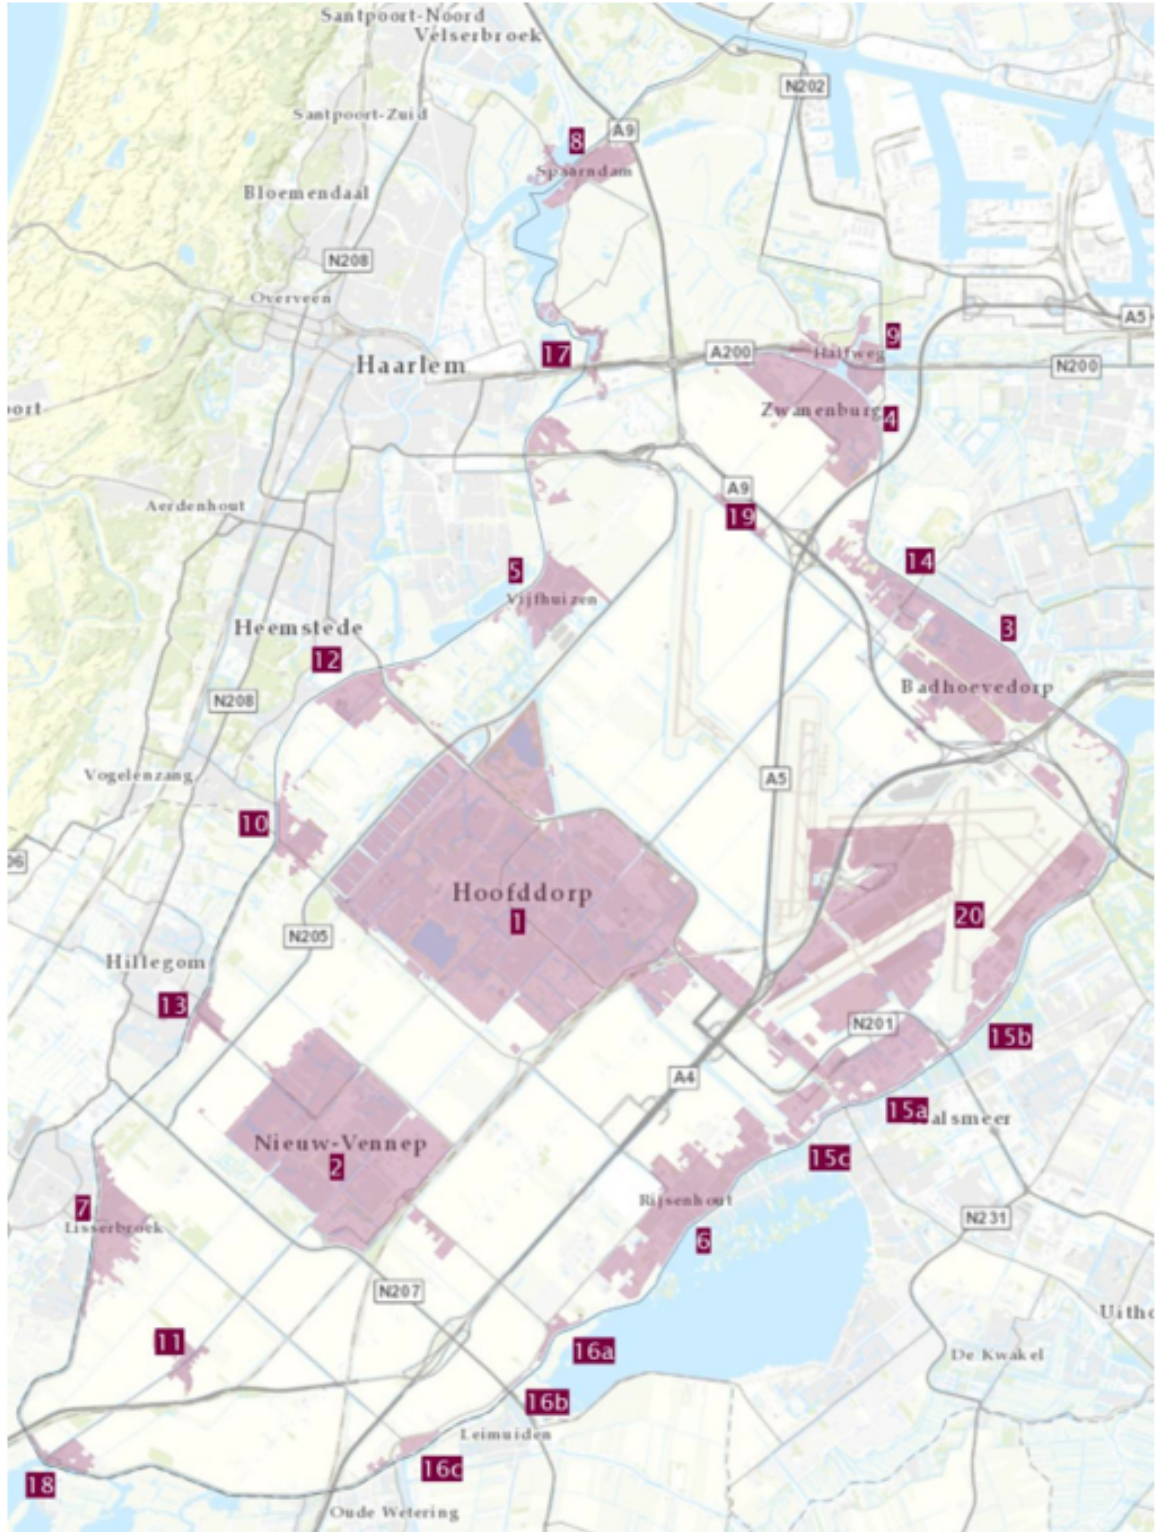 Santpoort-Noord
Velserbroek
N202
Santpoort-Zuid
A9
8
Spaarndam
Bloemendaal
N208
Overveen
A5
9
17
A200
Halfweg
Haarlem
N200
oort-
Zwanenburg
4
A9
Aerdenhout
19
14
5
Vijfhuizen
Heemstede
3
12
Badhoevedorp
N208
Vogelenzang
A5
10
06
Hoofddorp
1
20
N205
Hillegom
13
N201
15b
A4
15a
alsmeer
Nieuw-Vennep
2
15c
7
Rijsenhout
Lisserbroek
N231
6
N207
Uitho
11
16a
De Kwakel
16b
Leimuiden
16c
18
Oude Wetering